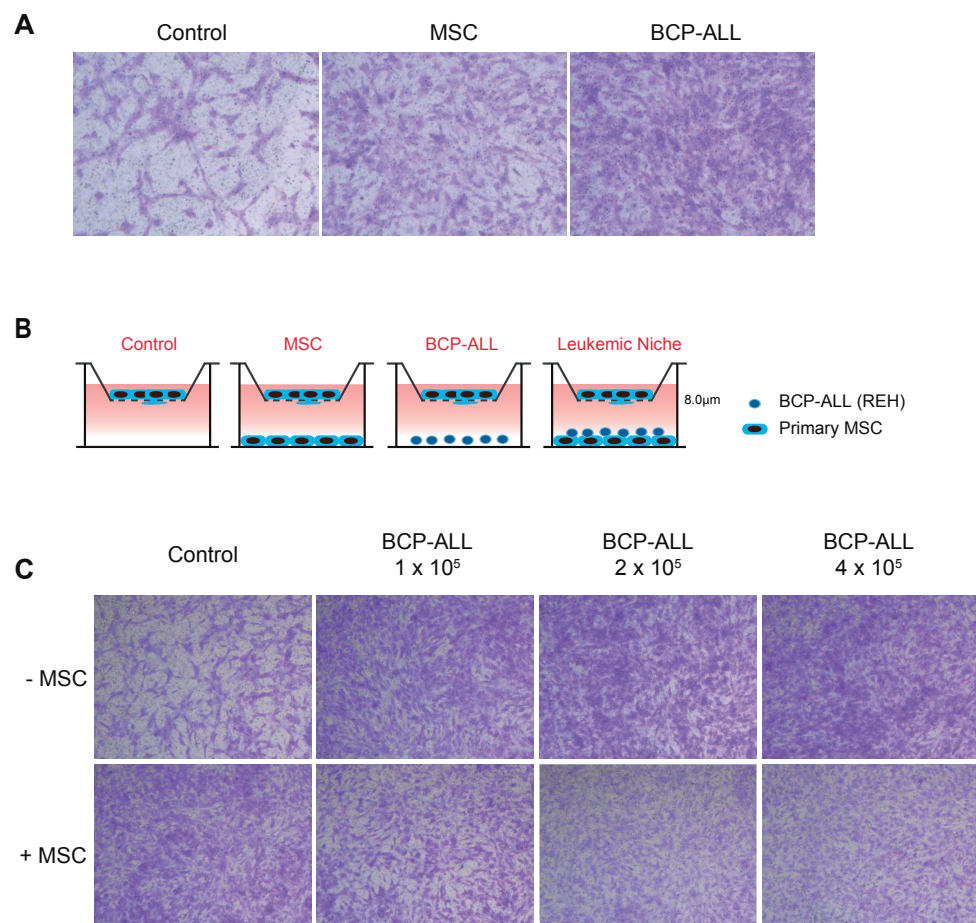 A
Control
MSC
BCP-ALL
B
Control
MSC
BCP-ALL
Leukemic Niche
8.0µm
BCP-ALL (REH)
Primary MSC
C
Control
BCP-ALL
1 x 10⁵
BCP-ALL
2 x 10⁵
BCP-ALL
4 x 10⁵
- MSC
+ MSC